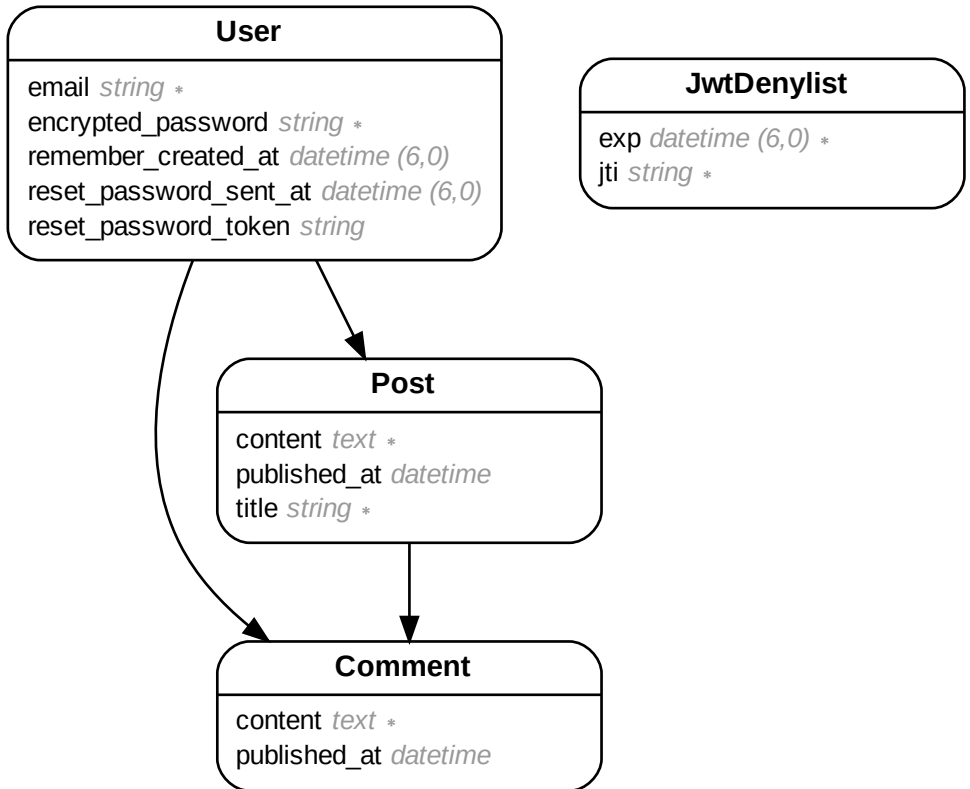 User
email string *
encrypted_password string *
remember_created_at datetime (6,0)
reset_password_sent_at datetime (6,0)
reset_password_token string
JwtDenylist
exp datetime (6,0) *
jti string *
Post
content text *
published_at datetime
title string *
Comment
content text *
published_at datetime